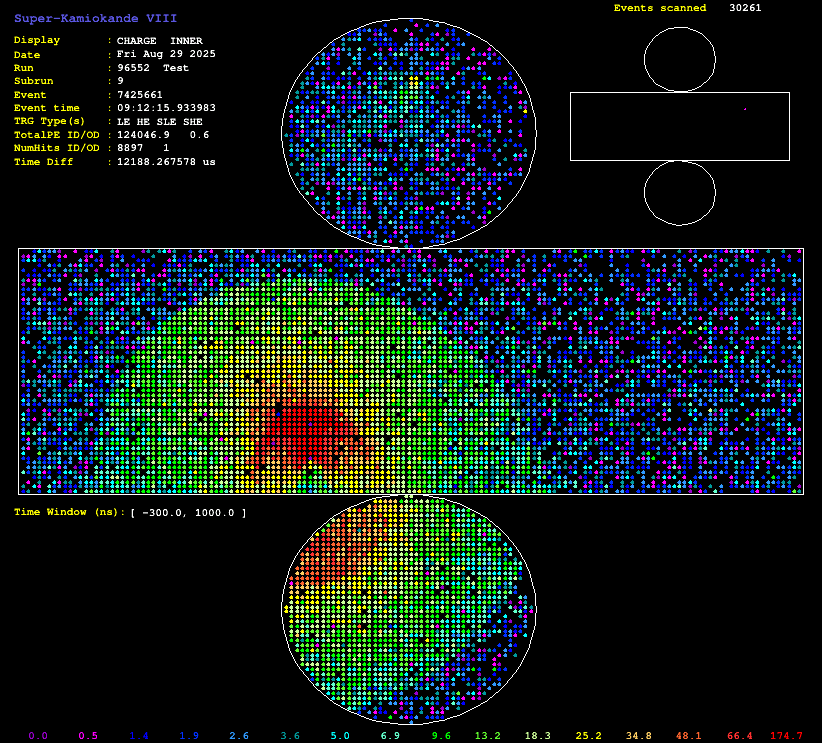 Super-Kamiokande VIII
Events scanned 30261
Display : CHARGE INNER
Date : Fri Aug 29 2025
Run : 96552 Test
Subrun : 9
Event : 7425661
Event time : 09:12:15.933983
TRG Type(s) : LE HE SLE SHE
TotalPE ID/OD : 124046.9 0.6
NumHits ID/OD : 8897 1
Time Diff : 12188.267578 us
Time Window (ns): [ -300.0, 1000.0 ]
0.0 0.5 1.4 1.9 2.6 3.6 5.0 6.9 9.6 13.2 18.3 25.2 34.8 48.1 66.4 174.7